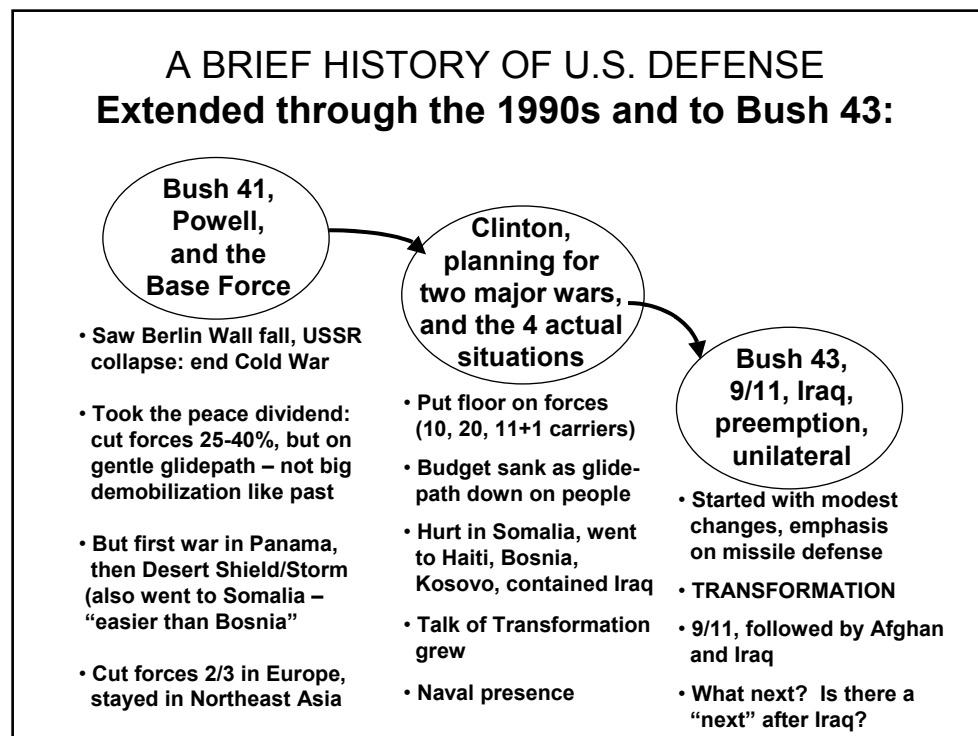 A BRIEF HISTORY OF U.S. DEFENSE
Extended through the 1990s and to Bush 43:
Bush 41,
Powell,
and the
Base Force
• Saw Berlin Wall fall, USSR
collapse: end Cold War
• Took the peace dividend:
cut forces 25-40%, but on
gentle glidepath – not big
demobilization like past
• But first war in Panama,
then Desert Shield/Storm
(also went to Somalia –
“easier than Bosnia”
• Cut forces 2/3 in Europe,
stayed in Northeast Asia
Clinton,
planning for
two major wars,
and the 4 actual
situations
• Put floor on forces
(10, 20, 11+1 carriers)
• Budget sank as glide-
path down on people
• Hurt in Somalia, went
to Haiti, Bosnia,
Kosovo, contained Iraq
• Talk of Transformation
grew
• Naval presence
Bush 43,
9/11, Iraq,
preemption,
unilateral
• Started with modest
changes, emphasis
on missile defense
• TRANSFORMATION
• 9/11, followed by Afghan
and Iraq
• What next? Is there a
“next” after Iraq?